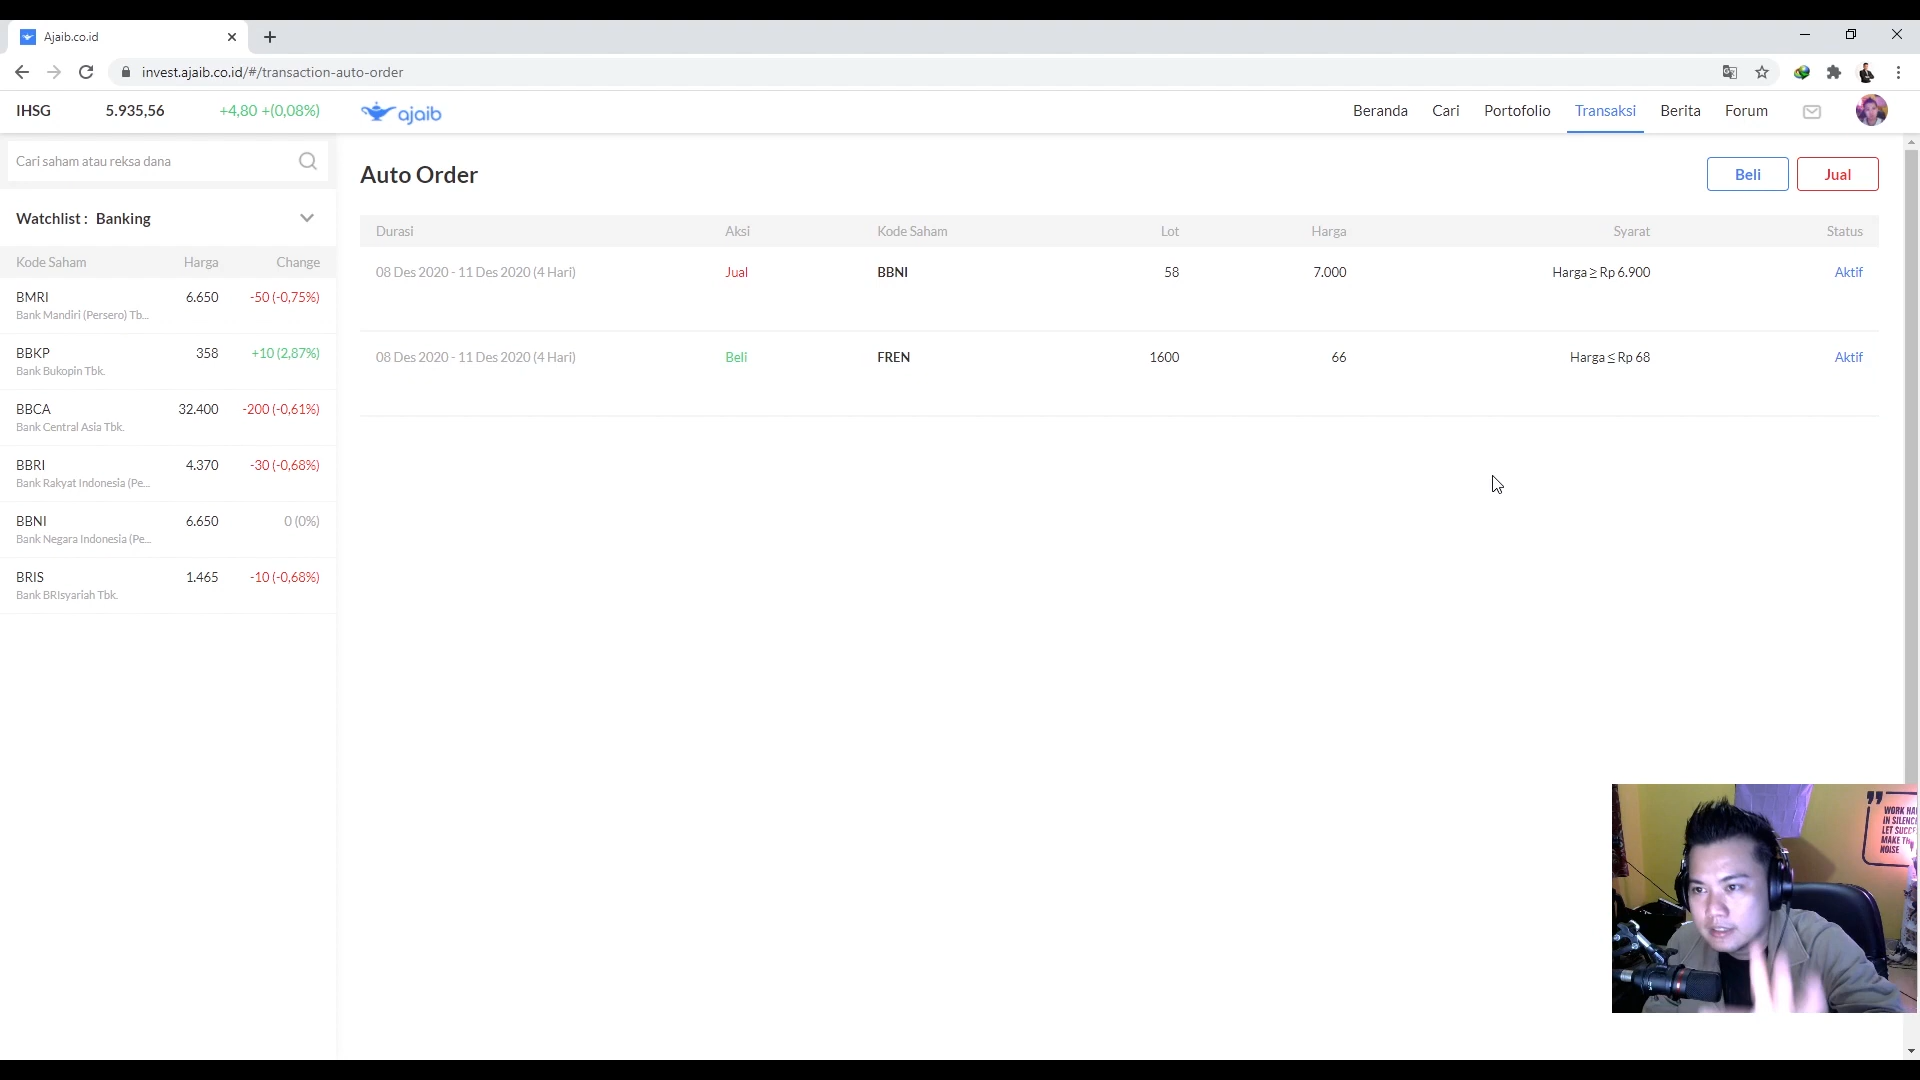 Ajaib.co.id
invest.ajaib.co.id/#/transaction-auto-order
IHSG 5.935,56 +4,80 +(0,08%) ajaib Beranda Cari Portofolio Transaksi Berita Forum
Cari saham atau reksa dana
Auto Order Beli Jual
Watchlist : Banking
Durasi Aksi Kode Saham Lot Harga Syarat Status
08 Des 2020 - 11 Des 2020 (4 Hari) Jual BBNI 58 7.000 Harga ≥ Rp 6.900 Aktif
08 Des 2020 - 11 Des 2020 (4 Hari) Beli FREN 1600 66 Harga ≤ Rp 68 Aktif
Kode Saham Harga Change
BMRI 6.650 -50 (-0,75%)
Bank Mandiri (Persero) Tb...
BBKP 358 +10 (2,87%)
Bank Bukopin Tbk.
BBCA 32.400 -200 (-0,61%)
Bank Central Asia Tbk.
BBRI 4.370 -30 (-0,68%)
Bank Rakyat Indonesia (Pe...
BBNI 6.650 0 (0%)
Bank Negara Indonesia (Pe...
BRIS 1.465 -10 (-0,68%)
Bank BRIsyariah Tbk.
WORK HA
IN SILENC
LET SUCC
MAKE TH
NOISE